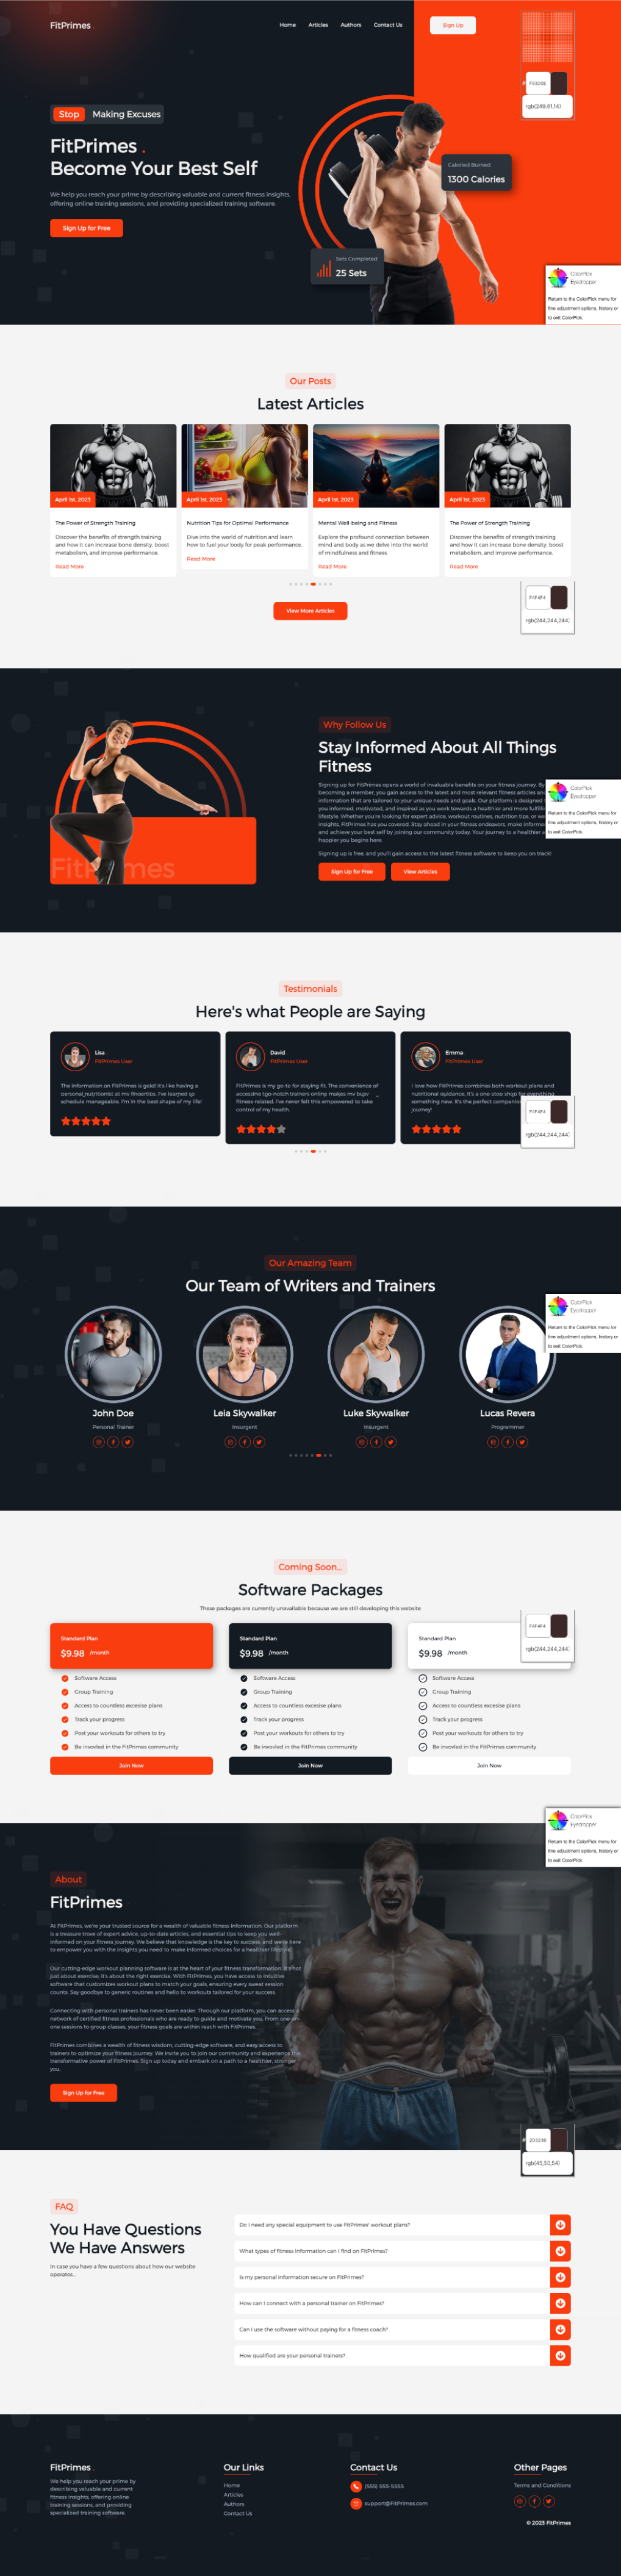 FitPrimes
Home Articles Authors Contact Us Sign Up
F9520E
rgb(249,81,14)
Stop Making Excuses
FitPrimes .
Become Your Best Self
We help you reach your prime by describing valuable and current fitness insights,
offering online training sessions, and providing specialized training software.
Sign Up for Free
Calories Burned
1300 Calories
Sets Completed
25 Sets
ColorPick
Eyedropper
Return to the ColorPick menu for
fine adjustment options, history or
to exit ColorPick.
Our Posts
Latest Articles
April 1st, 2023
The Power of Strength Training
Discover the benefits of strength training
and how it can increase bone density, boost
metabolism, and improve performance.
Read More
April 1st, 2023
Nutrition Tips for Optimal Performance
Dive into the world of nutrition and learn
how to fuel your body for peak performance.
Read More
April 1st, 2023
Mental Well-being and Fitness
Explore the profound connection between
mind and body as we delve into the world
of mindfulness and fitness.
Read More
April 1st, 2023
The Power of Strength Training
Discover the benefits of strength training
and how it can increase bone density, boost
metabolism, and improve performance.
Read More
View More Articles
F4F4F4
rgb(244,244,244)
Why Follow Us
Stay Informed About All Things
Fitness
Signing up for FitPrimes opens a world of invaluable benefits on your fitness journey. By
becoming a member, you gain access to the latest and most relevant fitness articles and
information that are tailored to your unique needs and goals. Our platform is designed
you informed, motivated, and inspired as you work towards a healthier and more fulfilli
lifestyle. Whether you're looking for expert advice, workout routines, nutrition tips, or we
insights, FitPrimes has you covered. Stay ahead in your fitness endeavors, make informe
and achieve your best self by joining our community today. Your journey to a healthier a
happier you begins here.
Signing up is free, and you'll gain access to the latest fitness software to keep you on track!
Sign Up for Free View Articles
ColorPick
Eyedropper
Return to the ColorPick menu for
fine adjustment options, history or
to exit ColorPick.
Testimonials
Here's what People are Saying
Lisa
FitPrimes User
The information on FitPrimes is gold! It's like having a
personal nutritionist at my fingertips. I've learned so
schedule manageable. I'm in the best shape of my life!
David
FitPrimes User
FitPrimes is my go-to for staying fit. The convenience of
accessing top-notch trainers online makes my busy
fitness related. I've never felt this empowered to take
control of my health.
Emma
FitPrimes User
I love how FitPrimes combines both workout plans and
nutritional guidance. It's a one-stop shop for everything
something new. It's the perfect companion
journey!
F4F4F4
rgb(244,244,244)
Our Amazing Team
Our Team of Writers and Trainers
John Doe
Personal Trainer
Leia Skywalker
Insurgent
Luke Skywalker
Insurgent
Lucas Revera
Programmer
ColorPick
Eyedropper
Return to the ColorPick menu for
fine adjustment options, history or
to exit ColorPick.
Coming Soon...
Software Packages
These packages are currently unavailable because we are still developing this website
Standard Plan
$9.98 /month
Software Access
Group Training
Access to countless excesise plans
Track your progress
Post your workouts for others to try
Be invovled in the FitPrimes community
Join Now
Standard Plan
$9.98 /month
Software Access
Group Training
Access to countless excesise plans
Track your progress
Post your workouts for others to try
Be invovled in the FitPrimes community
Join Now
Standard Plan
$9.98 /month
Software Access
Group Training
Access to countless excesise plans
Track your progress
Post your workouts for others to try
Be invovled in the FitPrimes community
Join Now
F4F4F4
rgb(244,244,244)
ColorPick
Eyedropper
Return to the ColorPick menu for
fine adjustment options, history or
to exit ColorPick.
About
FitPrimes
At FitPrimes, we're your trusted source for a wealth of valuable fitness information. Our platform
is a treasure trove of expert advice, up-to-date articles, and essential tips to keep you well-
informed on your fitness journey. We believe that knowledge is the key to success, and we're here
to empower you with the insights you need to make informed choices for a healthier lifestyle.
Our cutting-edge workout planning software is at the heart of your fitness transformation. It's not
just about exercise; it's about the right exercise. With FitPrimes, you have access to intuitive
software that customizes workout plans to match your goals, ensuring every sweat session
counts. Say goodbye to generic routines and hello to workouts tailored for your success.
Connecting with personal trainers has never been easier. Through our platform, you can access a
network of certified fitness professionals who are ready to guide and motivate you. From one-on-
one sessions to group classes, your fitness goals are within reach with FitPrimes.
FitPrimes combines a wealth of fitness wisdom, cutting-edge software, and easy access to
trainers to optimize your fitness journey. We invite you to join our community and experience the
transformative power of FitPrimes. Sign up today and embark on a path to a healthier, stronger
you.
Sign Up for Free
2D3236
rgb(45,50,54)
FAQ
You Have Questions
We Have Answers
In case you have a few questions about how our website
operates...
Do I need any special equipment to use FitPrimes' workout plans?
What types of fitness information can I find on FitPrimes?
Is my personal information secure on FitPrimes?
How can I connect with a personal trainer on FitPrimes?
Can I use the software without paying for a fitness coach?
How qualified are your personal trainers?
FitPrimes
We help you reach your prime by
describing valuable and current
fitness insights, offering online
training sessions, and providing
specialized training software.
Our Links
Home
Articles
Authors
Contact Us
Contact Us
(555) 555-5555
support@FitPrimes.com
Other Pages
Terms and Conditions
© 2023 FitPrimes